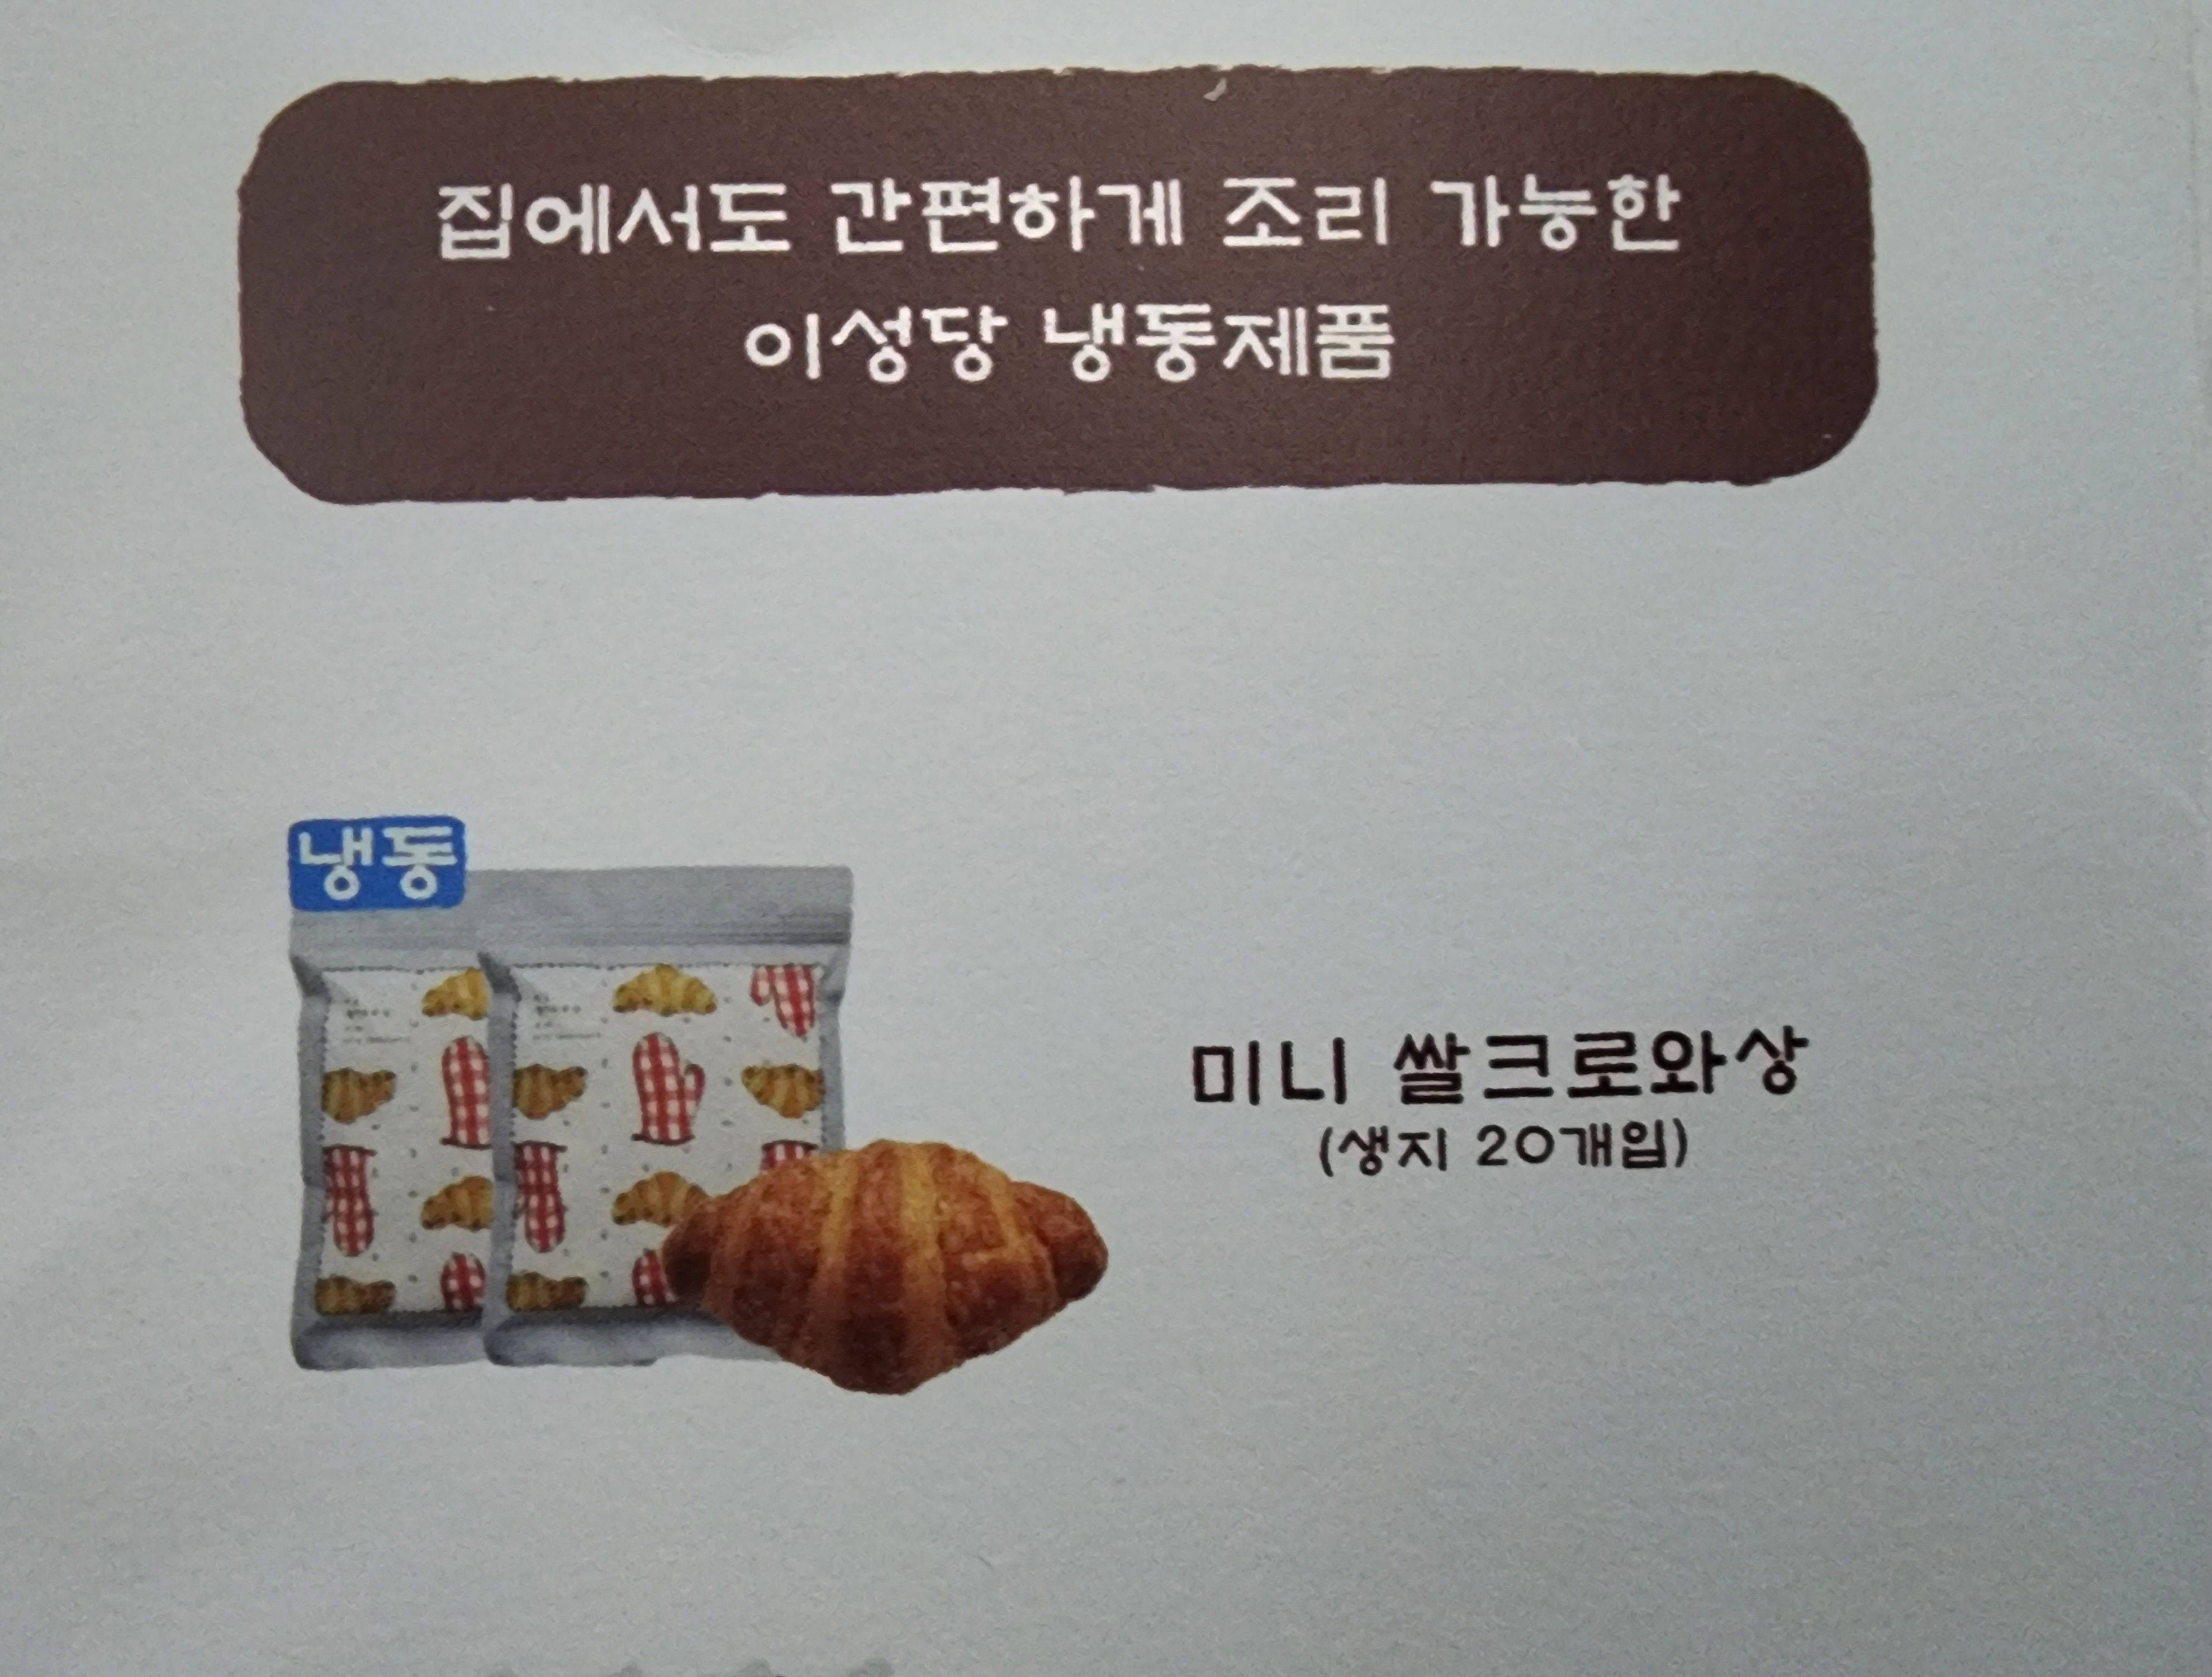 집에서도 간편하게 조리 가능한
이성당 냉동제품
냉동
미니 쌀크로와상
(생지 20개입)